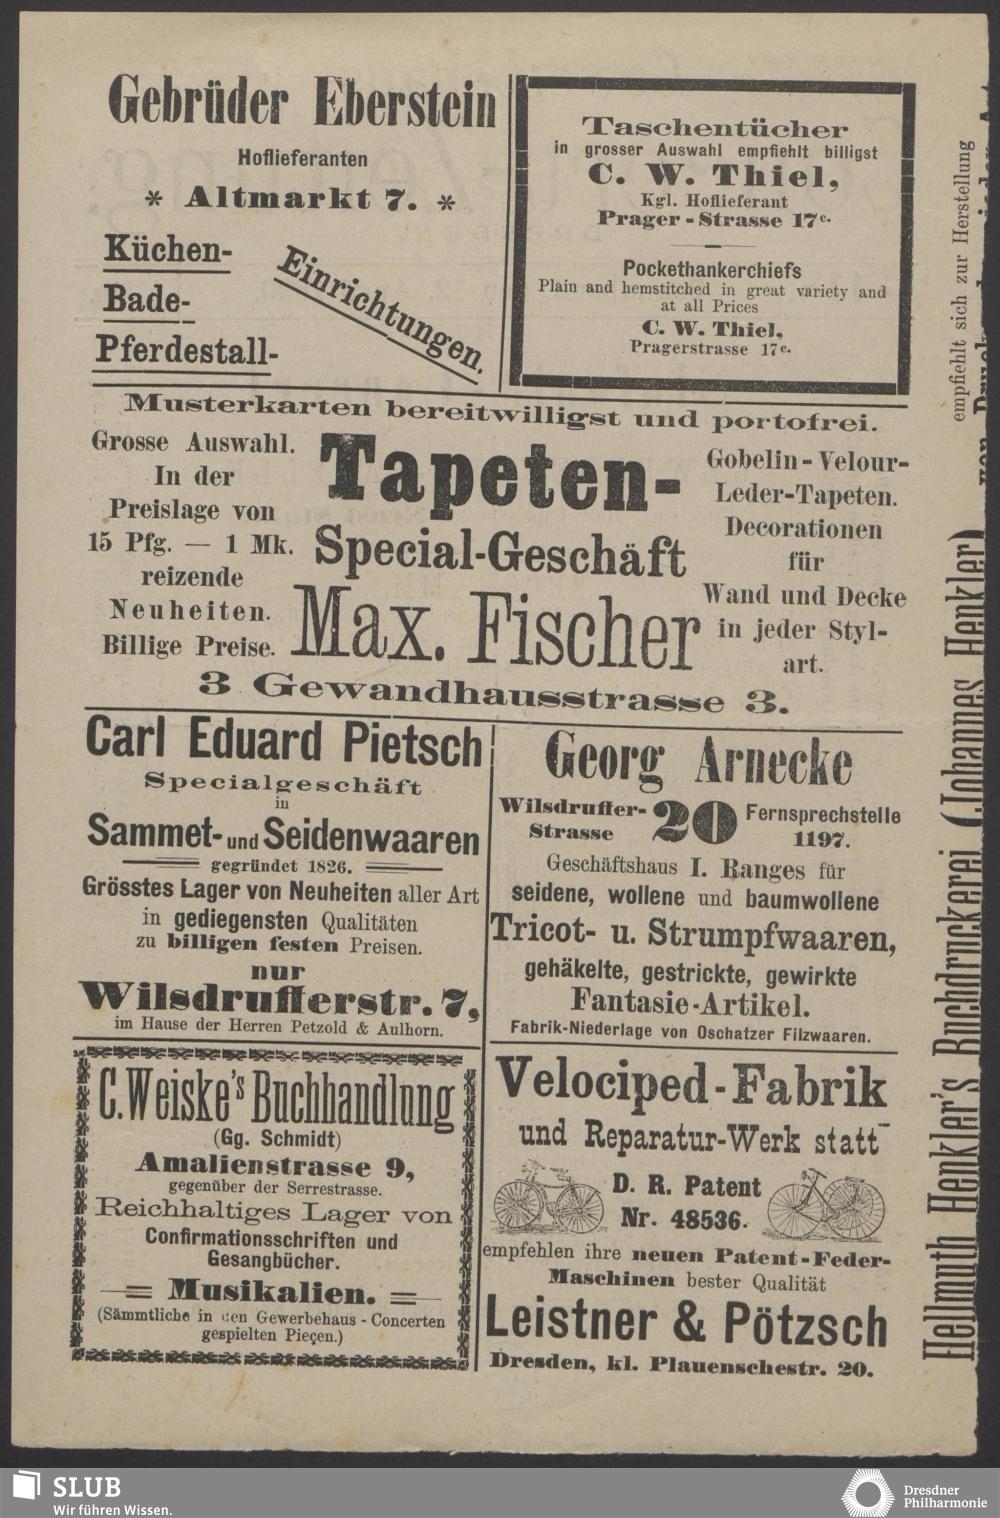 Gebrüder Eberstein
Hoflieferanten
* Altmarkt 7. *
Küchen-
Bade-
Pferdestall-
Einrichtungen.
Taschentücher
in grosser Auswahl empfiehlt billigst
C. W. Thiel,
Kgl. Hoflieferant
Prager-Strasse 17c.
Pockethankerchiefs
Plain and hemstitched in great variety and
at all Prices
C. W. Thiel,
Pragerstrasse 17c.
Musterkarten bereitwilligst und portofrei.
Grosse Auswahl.
In der
Preislage von
15 Pfg. — 1 Mk.
reizende
Neuheiten.
Billige Preise.
Tapeten-
Special-Geschäft
Max. Fischer
Gobelin-Velour-
Leder-Tapeten.
Decorationen
für
Wand und Decke
in jeder Styl-
art.
3 Gewandhausstrasse 3.
Carl Eduard Pietsch
Specialgeschäft
in
Sammet- und Seidenwaaren
gegründet 1826.
Grösstes Lager von Neuheiten aller Art
in gediegensten Qualitäten
zu billigen festen Preisen.
nur
Wilsdrufferstr. 7,
im Hause der Herren Petzold & Aulhorn.
Georg Arnecke
Wilsdruffer-
Strasse
20
Fernsprechstelle
1197.
Geschäftshaus I. Ranges für
seidene, wollene und baumwollene
Tricot- u. Strumpfwaaren,
gehäkelte, gestrickte, gewirkte
Fantasie-Artikel.
Fabrik-Niederlage von Oschatzer Filzwaaren.
C. Weiske's Buchhandlung
(Gg. Schmidt)
Amalienstrasse 9,
gegenüber der Serrestrasse.
Reichhaltiges Lager von
Confirmationsschriften und
Gesangbücher.
Musikalien.
(Sämmtliche in den Gewerbehaus-Concerten
gespielten Pieçen.)
Velociped-Fabrik
und Reparatur-Werkstatt
D. R. Patent
Nr. 48536.
empfehlen ihre neuen Patent-Feder-
Maschinen bester Qualität
Leistner & Pötzsch
Dresden, kl. Plauenschestr. 20.
Hellmuth Henkler's Buchdruckerei (Johannes Henkler)
empfiehlt sich zur Herstellung
SLUB
Wir führen Wissen.
Dresdner
Philharmonie